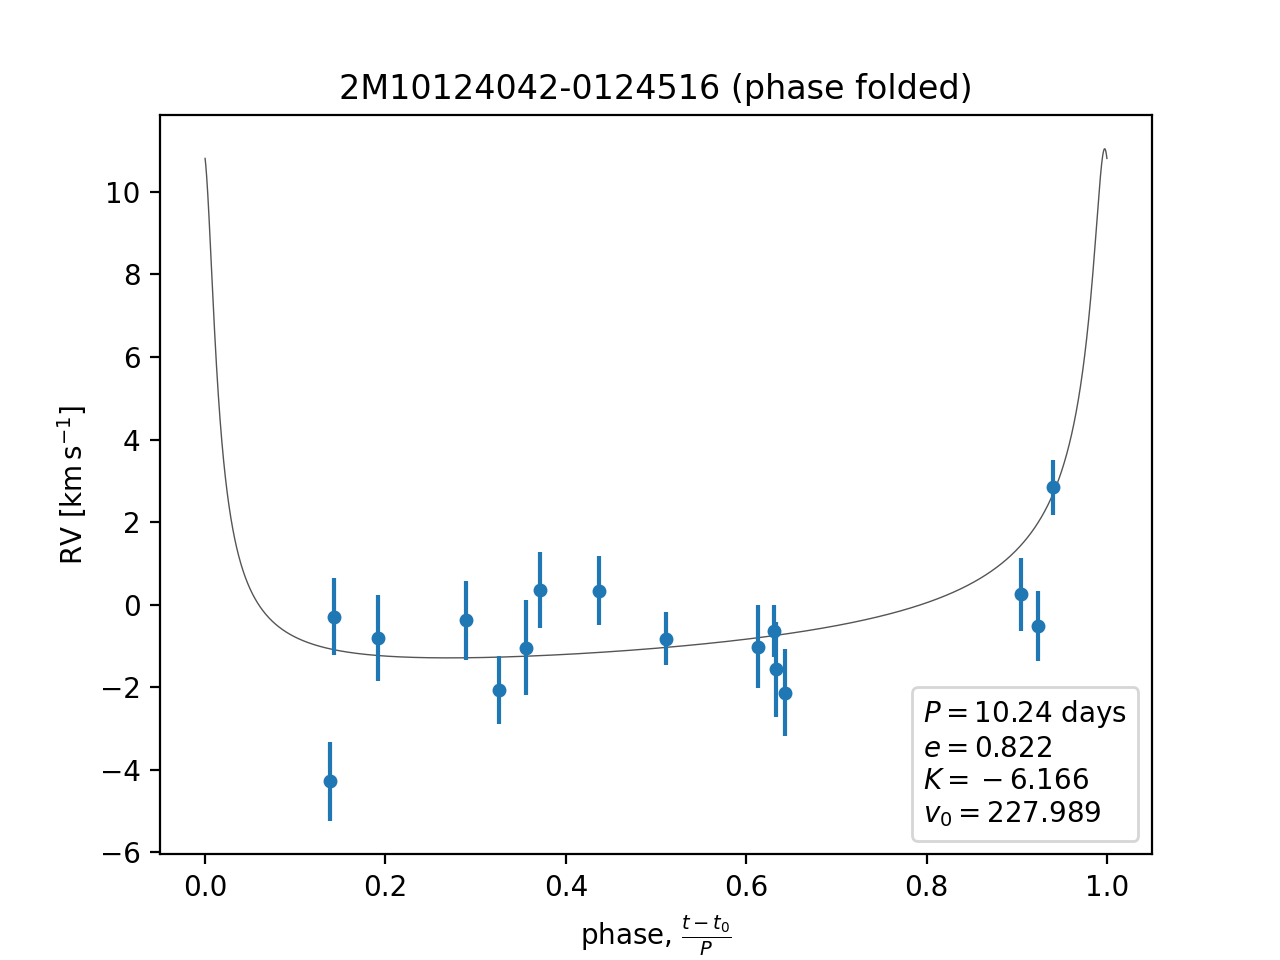 2M10124042-0124516 (phase folded)
RV [km s⁻¹]
10
8
6
4
2
0
−2
−4
−6
P = 10.24 days
e = 0.822
K = −6.166
v₀ = 227.989
0.0 0.2 0.4 0.6 0.8 1.0
phase, (t − t₀)/P